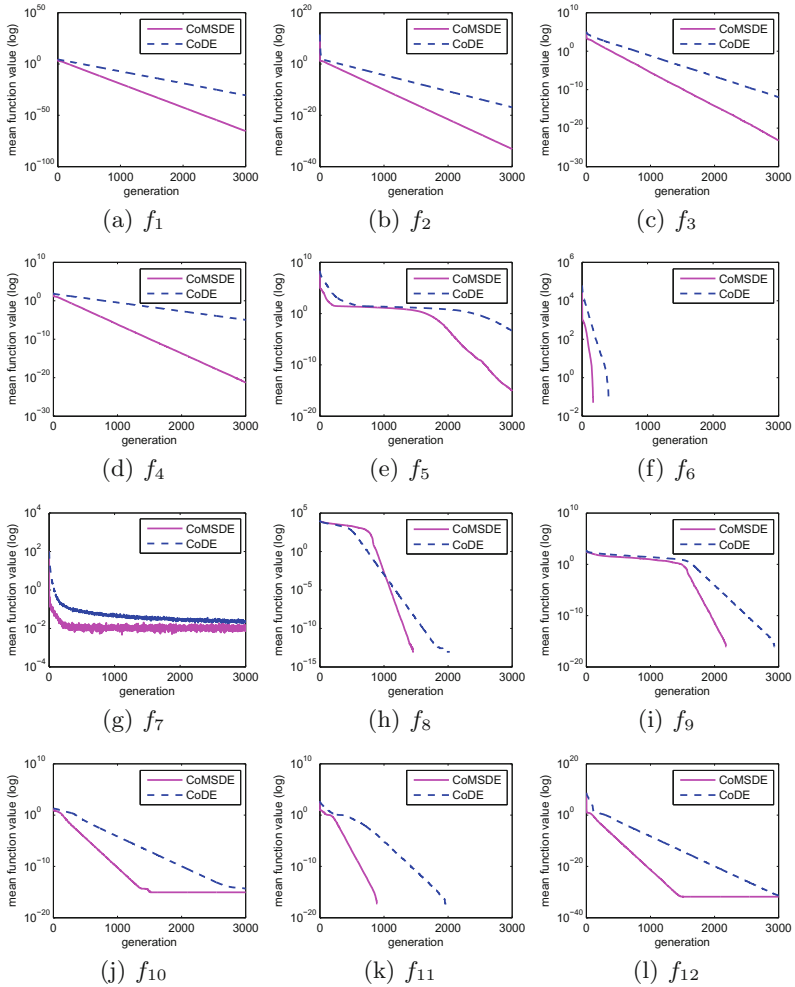 mean function value (log)
10^50
10^0
10^-50
10^-100
0 1000 2000 3000
generation
CoMSDE
CoDE
(a) f_1
mean function value (log)
10^20
10^0
10^-20
10^-40
0 1000 2000 3000
generation
CoMSDE
CoDE
(b) f_2
mean function value (log)
10^10
10^0
10^-10
10^-20
10^-30
0 1000 2000 3000
generation
CoMSDE
CoDE
(c) f_3
mean function value (log)
10^10
10^0
10^-10
10^-20
10^-30
0 1000 2000 3000
generation
CoMSDE
CoDE
(d) f_4
mean function value (log)
10^10
10^0
10^-10
10^-20
0 1000 2000 3000
generation
CoMSDE
CoDE
(e) f_5
mean function value (log)
10^6
10^4
10^2
10^0
10^-2
0 1000 2000 3000
generation
CoMSDE
CoDE
(f) f_6
mean function value (log)
10^4
10^2
10^0
10^-2
10^-4
0 1000 2000 3000
generation
CoMSDE
CoDE
(g) f_7
mean function value (log)
10^5
10^0
10^-5
10^-10
10^-15
0 1000 2000 3000
generation
CoMSDE
CoDE
(h) f_8
mean function value (log)
10^10
10^0
10^-10
10^-20
0 1000 2000 3000
generation
CoMSDE
CoDE
(i) f_9
mean function value (log)
10^10
10^0
10^-10
10^-20
0 1000 2000 3000
generation
CoMSDE
CoDE
(j) f_10
mean function value (log)
10^10
10^0
10^-10
10^-20
0 1000 2000 3000
generation
CoMSDE
CoDE
(k) f_11
mean function value (log)
10^20
10^0
10^-20
10^-40
0 1000 2000 3000
generation
CoMSDE
CoDE
(l) f_12